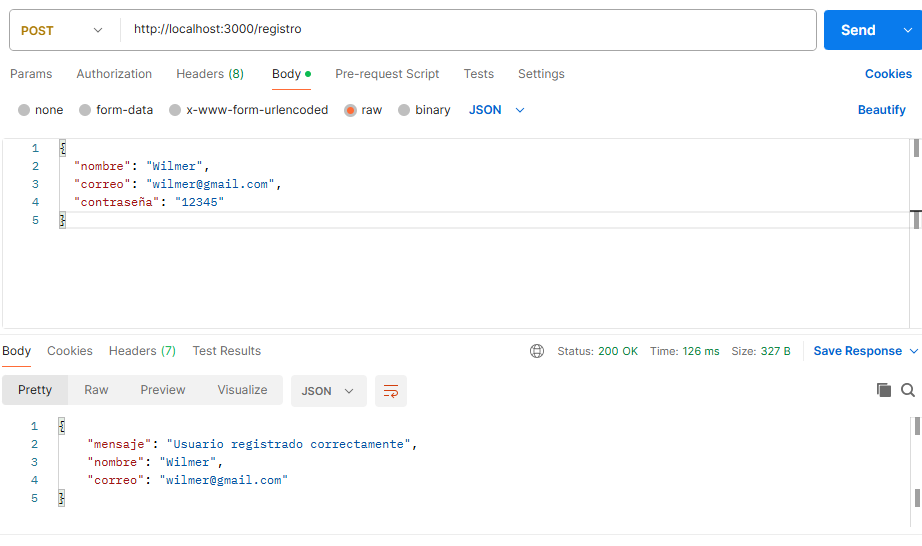 POST http://localhost:3000/registro Send
Params Authorization Headers (8) Body Pre-request Script Tests Settings Cookies
none form-data x-www-form-urlencoded raw binary JSON Beautify
1 {
2 "nombre": "Wilmer",
3 "correo": "wilmer@gmail.com",
4 "contraseña": "12345"
5 }
Body Cookies Headers (7) Test Results Status: 200 OK Time: 126 ms Size: 327 B Save Response
Pretty Raw Preview Visualize JSON
1 {
2 "mensaje": "Usuario registrado correctamente",
3 "nombre": "Wilmer",
4 "correo": "wilmer@gmail.com"
5 }